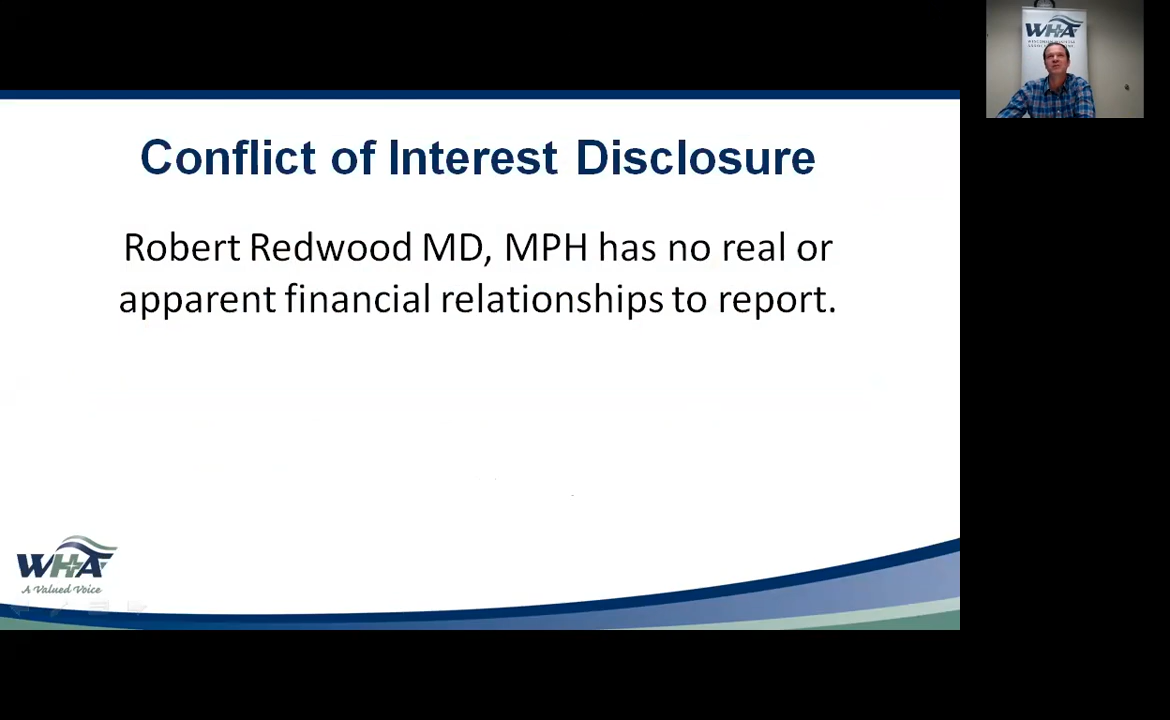 Conflict of Interest Disclosure
Robert Redwood MD, MPH has no real or
apparent financial relationships to report.
WHA
A Valued Voice
WHA